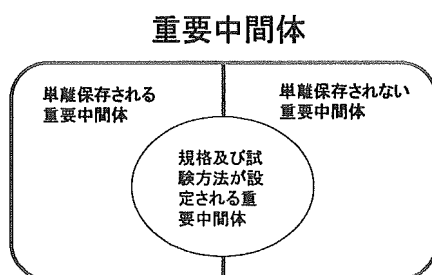 重要中間体
単離保存される
重要中間体
単離保存されない
重要中間体
規格及び試
験方法が設
定される重
要中間体